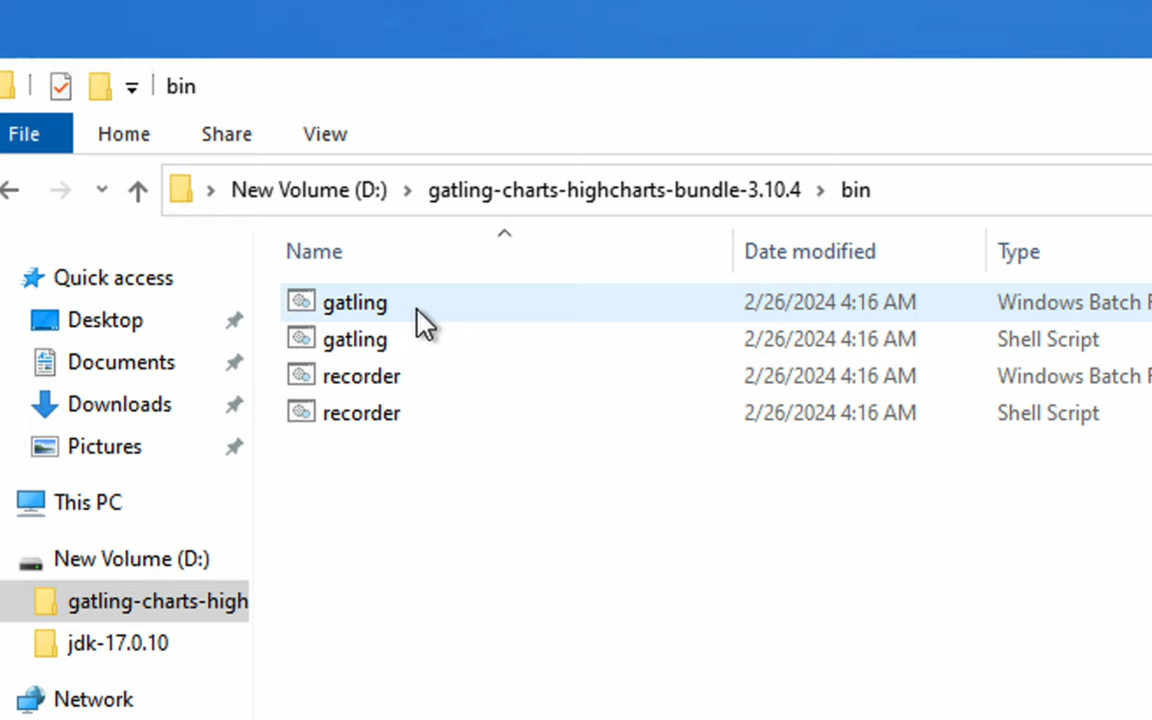 bin
File Home Share View
New Volume (D:) gatling-charts-highcharts-bundle-3.10.4 bin
Name Date modified Type
Quick access
Desktop
Documents
Downloads
Pictures
This PC
New Volume (D:)
gatling-charts-high
jdk-17.0.10
Network
gatling 2/26/2024 4:16 AM Windows Batch F
gatling 2/26/2024 4:16 AM Shell Script
recorder 2/26/2024 4:16 AM Windows Batch F
recorder 2/26/2024 4:16 AM Shell Script